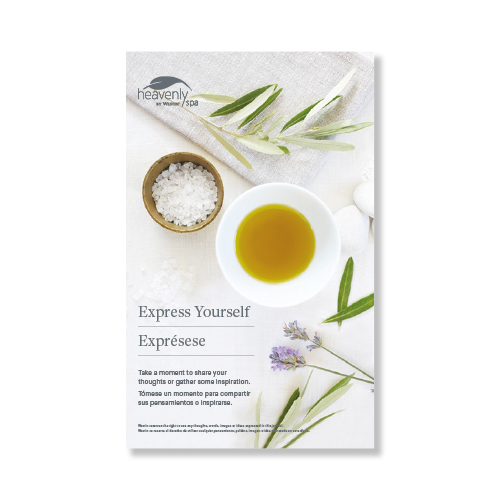 heavenly
spa
BY WESTIN
Express Yourself
Exprésese
Take a moment to share your
thoughts or gather some inspiration.
Tómese un momento para compartir
sus pensamientos o inspirarse.